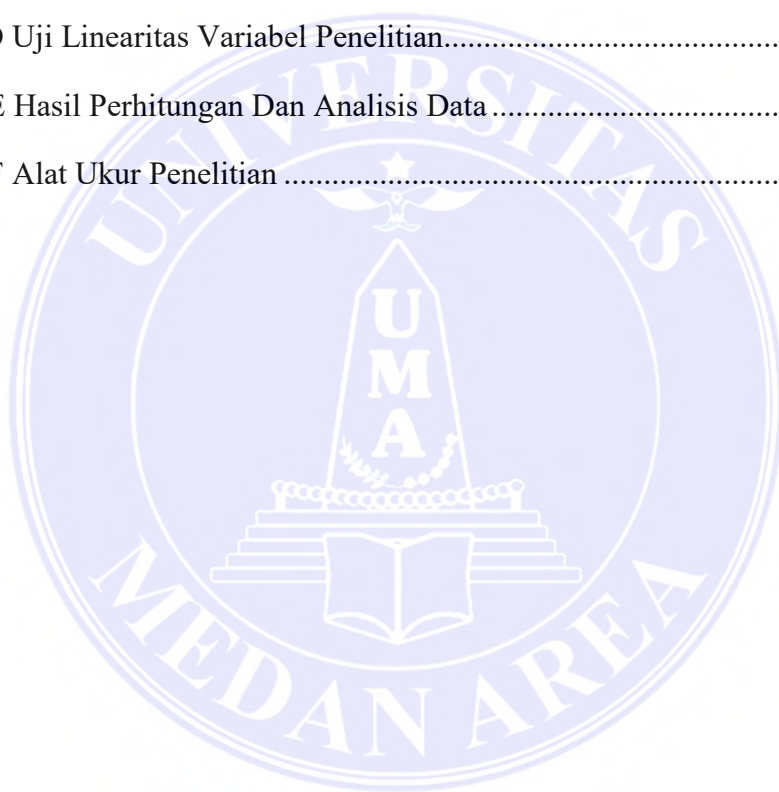 D Uji Linearitas Variabel Penelitian..........................................
E Hasil Perhitungan Dan Analisis Data....................................
F Alat Ukur Penelitian..............................................................
UNIVERSITAS
UMA
MEDAN AREA